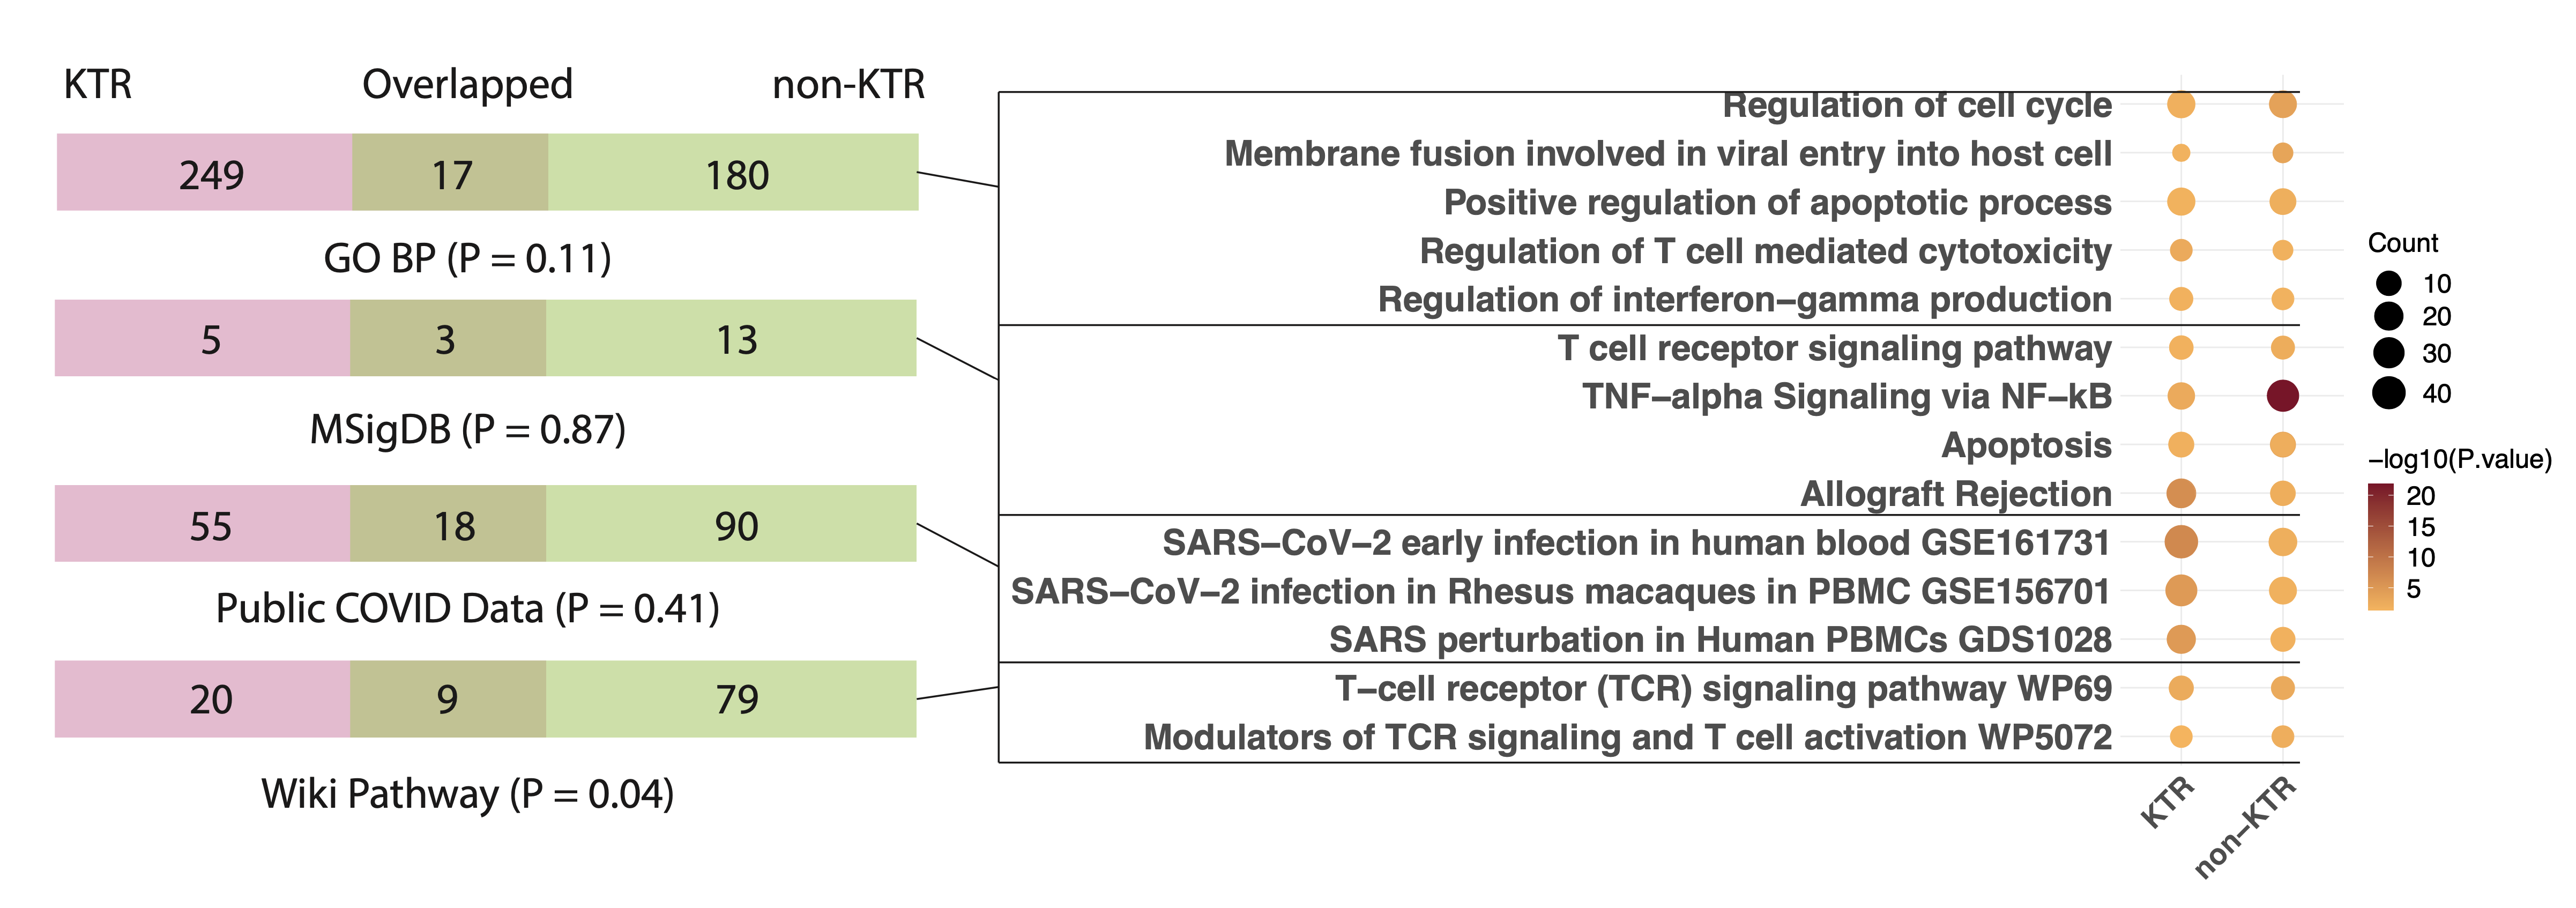 KTR Overlapped non-KTR
249 17 180
GO BP (P = 0.11)
5 3 13
MSigDB (P = 0.87)
55 18 90
Public COVID Data (P = 0.41)
20 9 79
Wiki Pathway (P = 0.04)
Regulation of cell cycle
Membrane fusion involved in viral entry into host cell
Positive regulation of apoptotic process
Regulation of T cell mediated cytotoxicity
Regulation of interferon−gamma production
T cell receptor signaling pathway
TNF−alpha Signaling via NF−kB
Apoptosis
Allograft Rejection
SARS−CoV−2 early infection in human blood GSE161731
SARS−CoV−2 infection in Rhesus macaques in PBMC GSE156701
SARS perturbation in Human PBMCs GDS1028
T−cell receptor (TCR) signaling pathway WP69
Modulators of TCR signaling and T cell activation WP5072
KTR
non−KTR
Count
10
20
30
40
−log10(P.value)
20
15
10
5